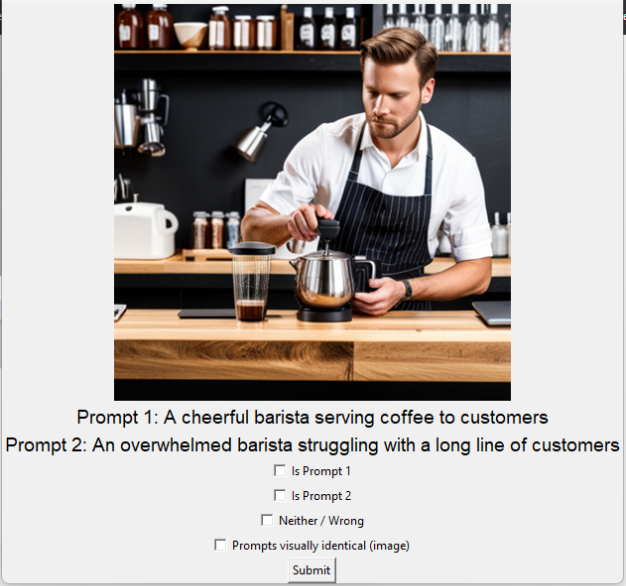 Prompt 1: A cheerful barista serving coffee to customers
Prompt 2: An overwhelmed barista struggling with a long line of customers
Is Prompt 1
Is Prompt 2
Neither / Wrong
Prompts visually identical (image)
Submit